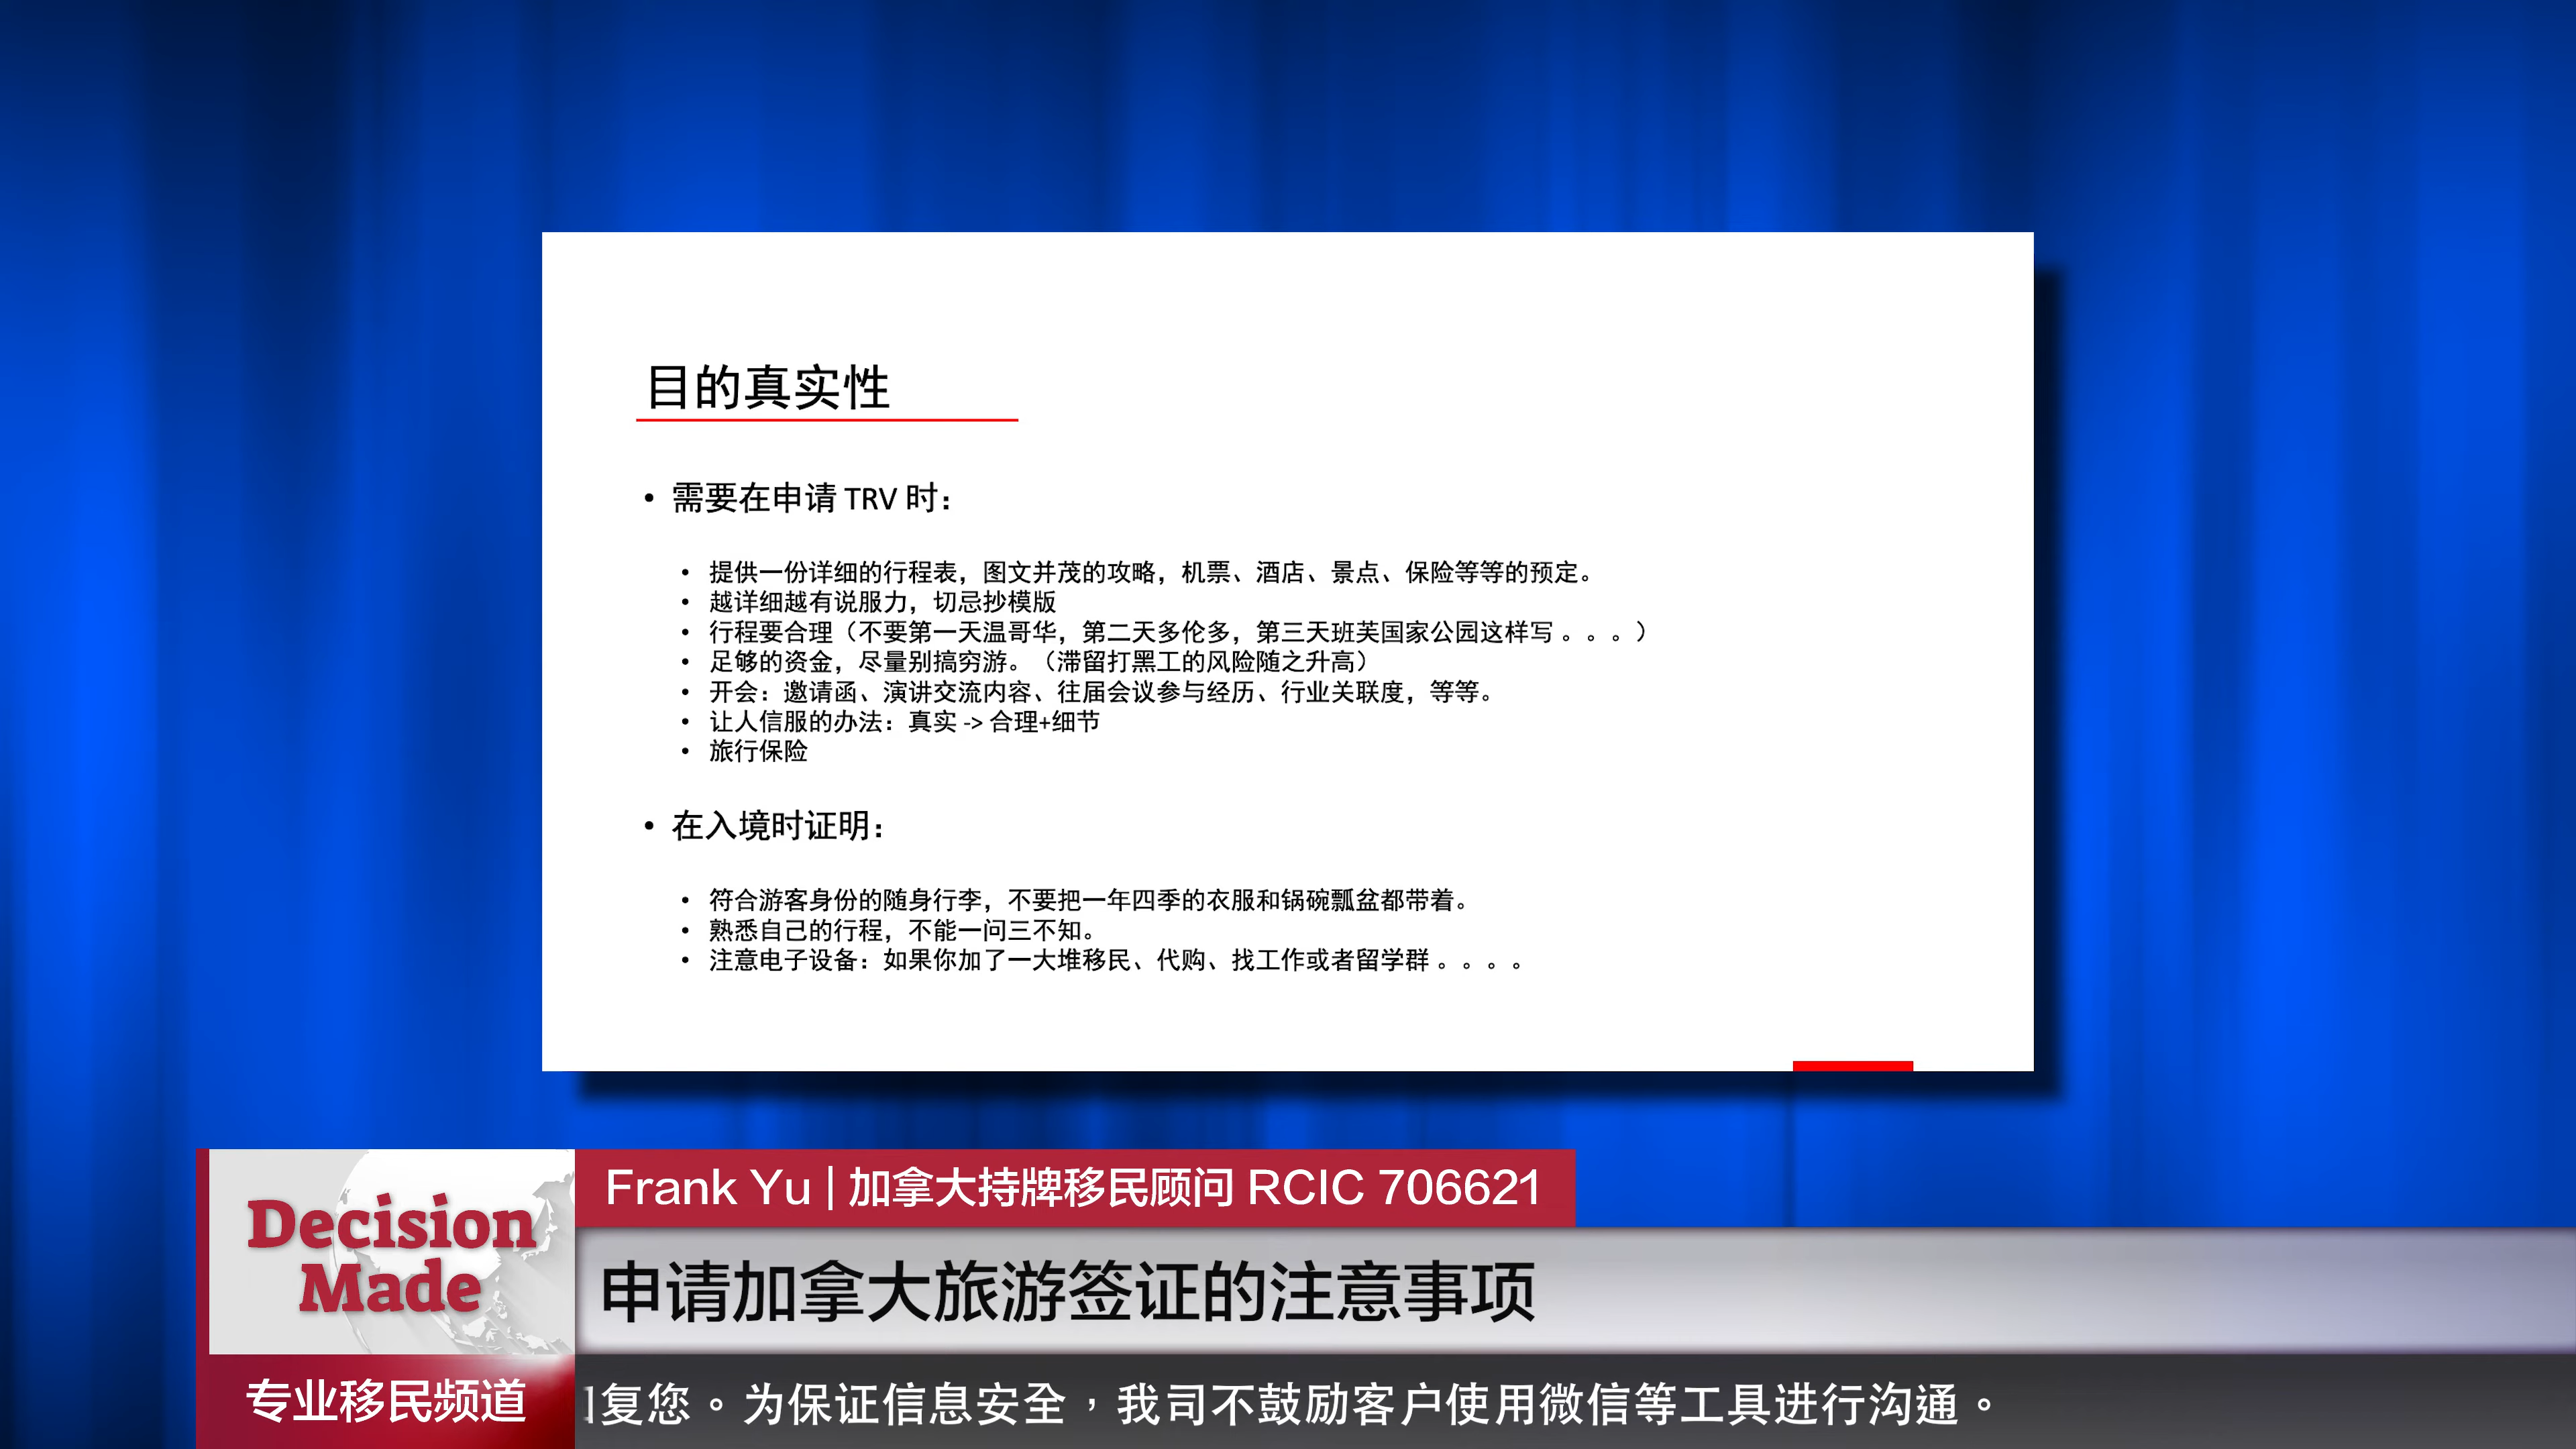 目的真实性
• 需要在申请 TRV 时：
• 提供一份详细的行程表，图文并茂的攻略，机票、酒店、景点、保险等等的预定。
• 越详细越有说服力，切忌抄模版
• 行程要合理（不要第一天温哥华，第二天多伦多，第三天班芙国家公园这样写 。。。）
• 足够的资金，尽量别搞穷游。（滞留打黑工的风险随之升高）
• 开会：邀请函、演讲交流内容、往届会议参与经历、行业关联度，等等。
• 让人信服的办法：真实 -> 合理+细节
• 旅行保险
• 在入境时证明：
• 符合游客身份的随身行李，不要把一年四季的衣服和锅碗瓢盆都带着。
• 熟悉自己的行程，不能一问三不知。
• 注意电子设备：如果你加了一大堆移民、代购、找工作或者留学群 。。。。
Frank Yu | 加拿大持牌移民顾问 RCIC 706621
Decision
Made
申请加拿大旅游签证的注意事项
专业移民频道
复您。为保证信息安全，我司不鼓励客户使用微信等工具进行沟通。